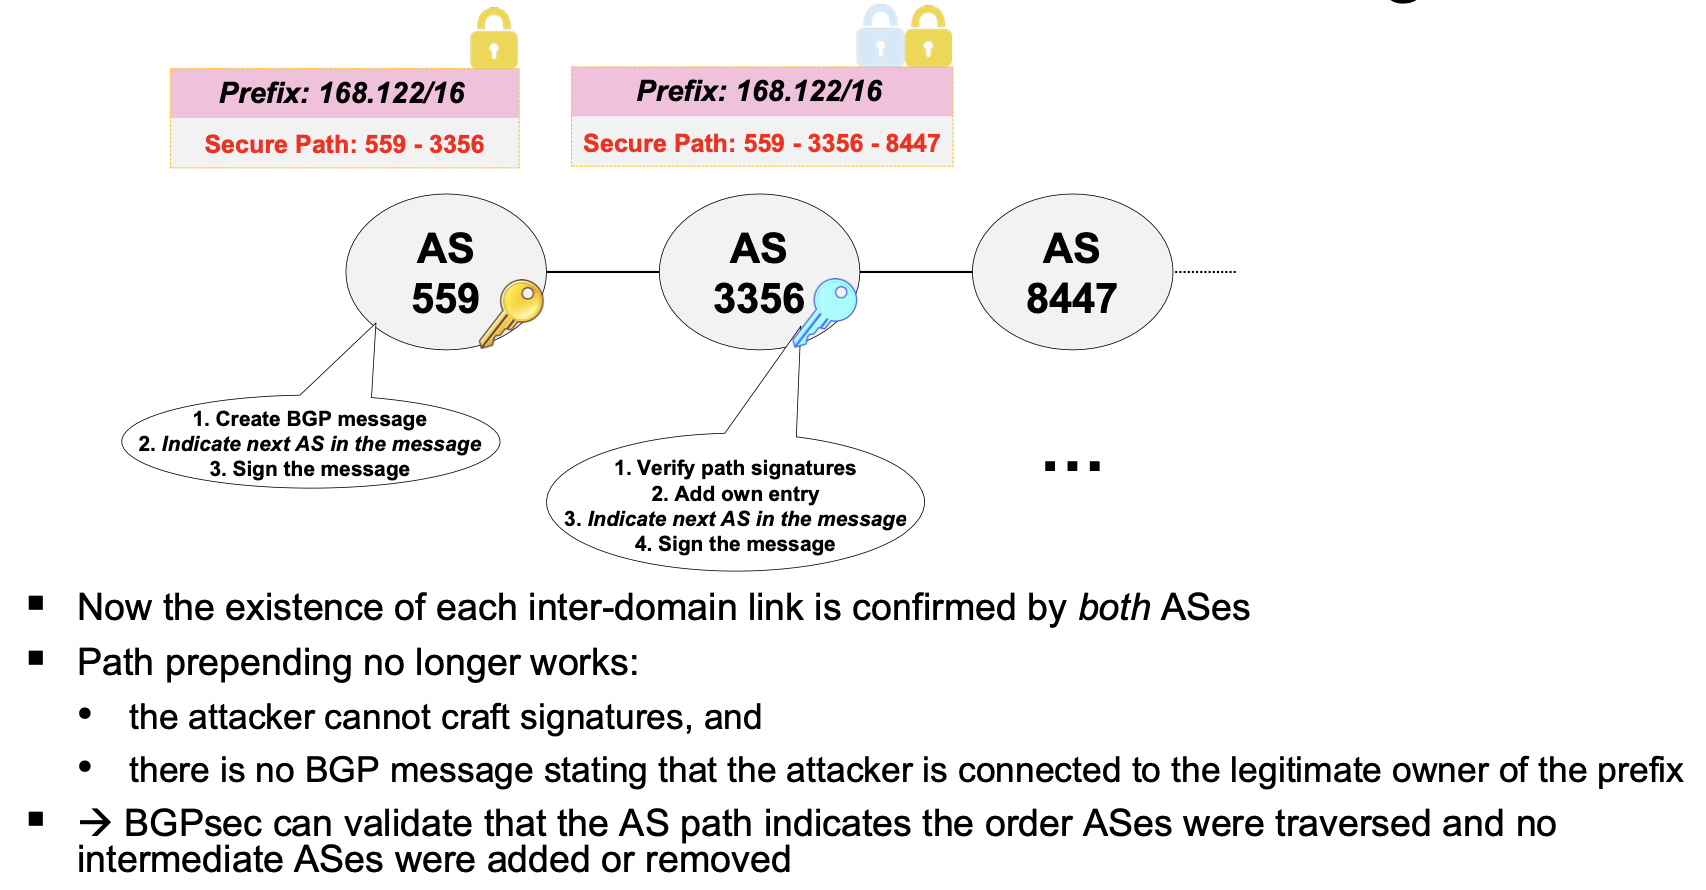 Prefix: 168.122/16
Secure Path: 559 - 3356
Prefix: 168.122/16
Secure Path: 559 - 3356 - 8447
AS
559
AS
3356
AS
8447
1. Create BGP message
2. Indicate next AS in the message
3. Sign the message
1. Verify path signatures
2. Add own entry
3. Indicate next AS in the message
4. Sign the message
...
▪ Now the existence of each inter-domain link is confirmed by both ASes
▪ Path prepending no longer works:
• the attacker cannot craft signatures, and
• there is no BGP message stating that the attacker is connected to the legitimate owner of the prefix
▪ → BGPsec can validate that the AS path indicates the order ASes were traversed and no
intermediate ASes were added or removed